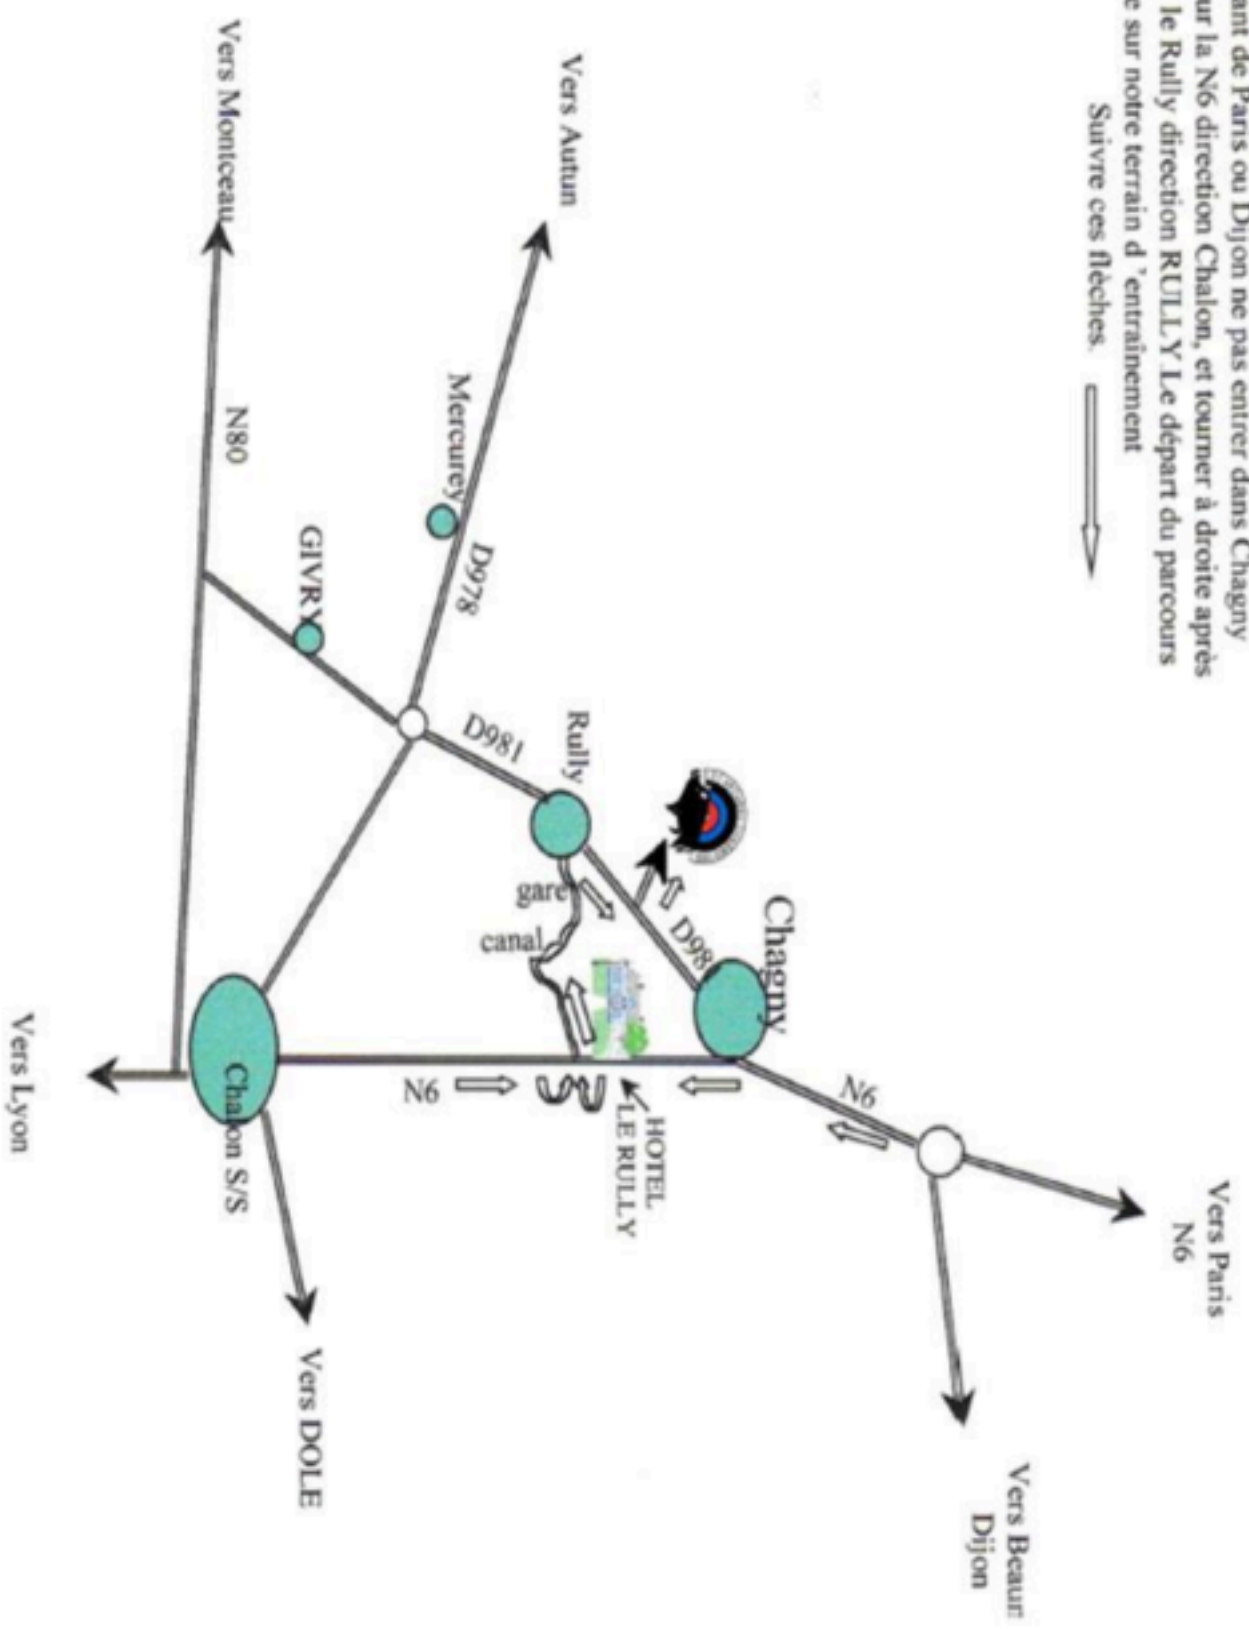 ant de Paris ou Dijon ne pas entrer dans Chagny
ur la N6 direction Chalon, et tourner à droite après
le Rully direction RULLY.Le départ du parcours
e sur notre terrain d 'entrainement
Suivre ces flèches.
Vers Paris
N6
Vers Beaun
Dijon
Vers Autun
Vers Montceau
N6
Chagny
D98
HOTEL
LE RULLY
Rully
gare
canal
D981
Mercurey
D978
N6
GIVRY
N80
Chalon S/S
Vers DOLE
Vers Lyon